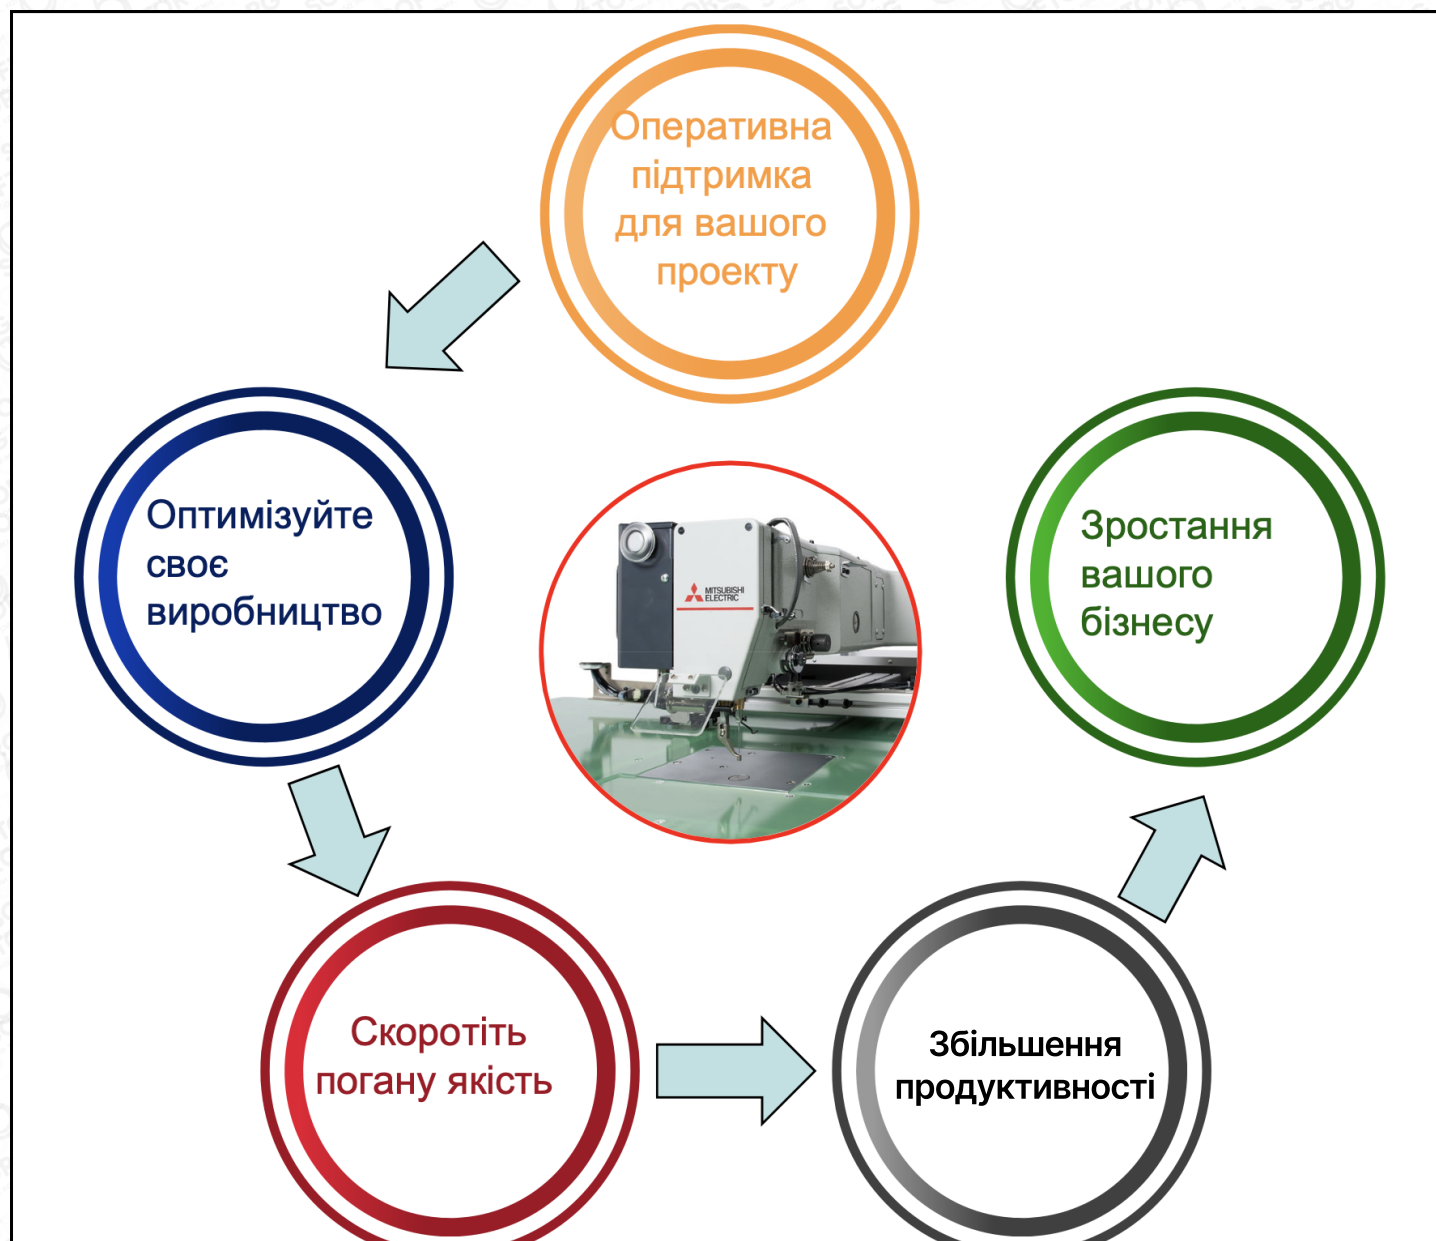 Оперативна
підтримка
для вашого
проекту
Оптимізуйте
своє
виробництво
MITSUBISHI
ELECTRIC
Зростання
вашого
бізнесу
Скоротіть
погану якість
Збільшення
продуктивності